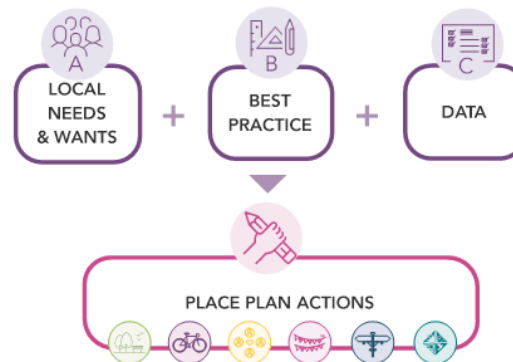 A
B
C
LOCAL
NEEDS
& WANTS
+
BEST
PRACTICE
+
DATA
PLACE PLAN ACTIONS